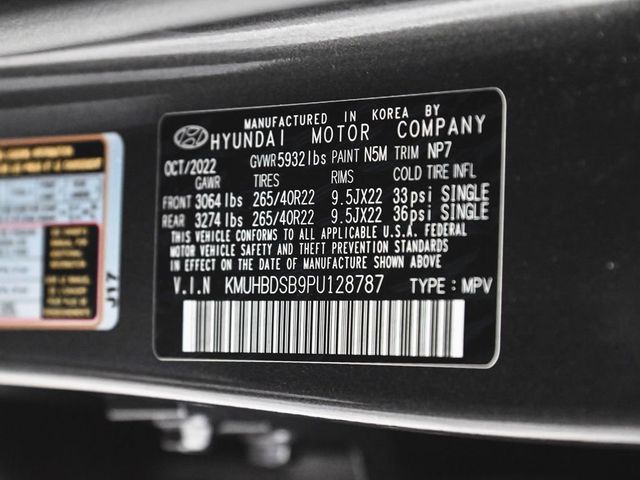 MANUFACTURED IN KOREA BY
HYUNDAI MOTOR COMPANY
OCT/2022 GVWR 5932 lbs PAINT N5M TRIM NP7
GAWR TIRES RIMS COLD TIRE INFL
FRONT 3064 lbs 265/40R22 9.5JX22 33psi SINGLE
REAR 3274 lbs 265/40R22 9.5JX22 36psi SINGLE
THIS VEHICLE CONFORMS TO ALL APPLICABLE U.S.A. FEDERAL
MOTOR VEHICLE SAFETY AND THEFT PREVENTION STANDARDS
IN EFFECT ON THE DATE OF MANUFACTURE SHOWN ABOVE
V.I.N KMUHBDSB9PU128787 TYPE : MPV
J17